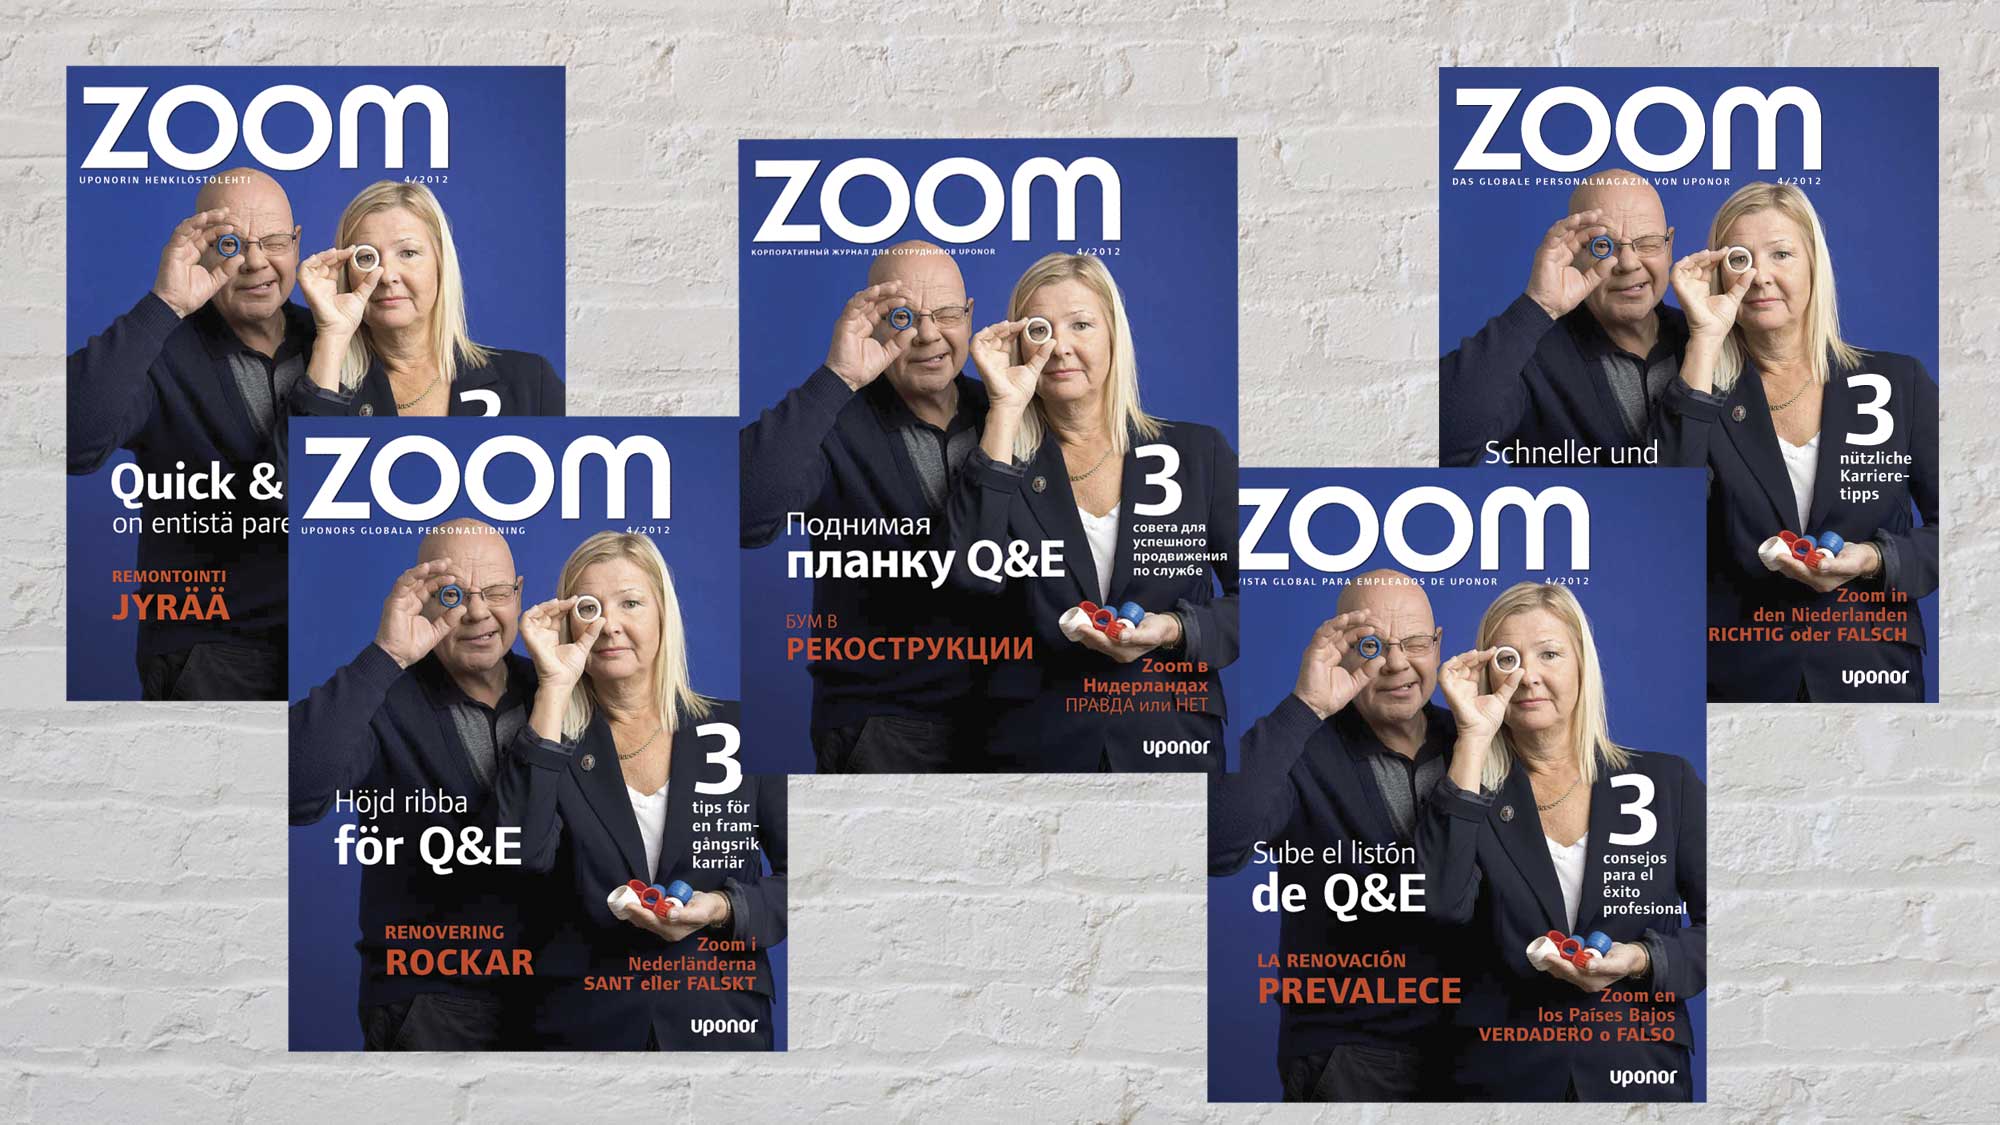 ZOOM
UPONORIN HENKILÖSTÖLEHTI 4/2012
Quick &
on entistä
REMONTOINTI
JYRÄÄ
ZOOM
UPONORS GLOBALA PERSONALTIDNING 4/2012
3
tips för
en fram-
gångsrik
karriär
Höjd ribba
för Q&E
RENOVERING
ROCKAR
Zoom i
Nederländerna
SANT eller FALSKT
uponor
ZOOM
КОРПОРАТИВНЫЙ ЖУРНАЛ ДЛЯ СОТРУДНИКОВ UPONOR 4/2012
3
совета для
успешного
продвижения
по службе
Поднимая
планку Q&E
БУМ В
РЕКОСТРУКЦИИ
Zoom в
Нидерландах
ПРАВДА или НЕТ
uponor
ZOOM
VISTA GLOBAL PARA EMPLEADOS DE UPONOR 4/2012
3
consejos
para el
éxito
profesional
Sube el listón
de Q&E
LA RENOVACIÓN
PREVALECE
Zoom en
los Países Bajos
VERDADERO o FALSO
uponor
ZOOM
DAS GLOBALE PERSONALMAGAZIN VON UPONOR 4/2012
3
nützliche
Karriere-
tipps
Schneller und
Zoom in
den Niederlanden
RICHTIG oder FALSCH
uponor